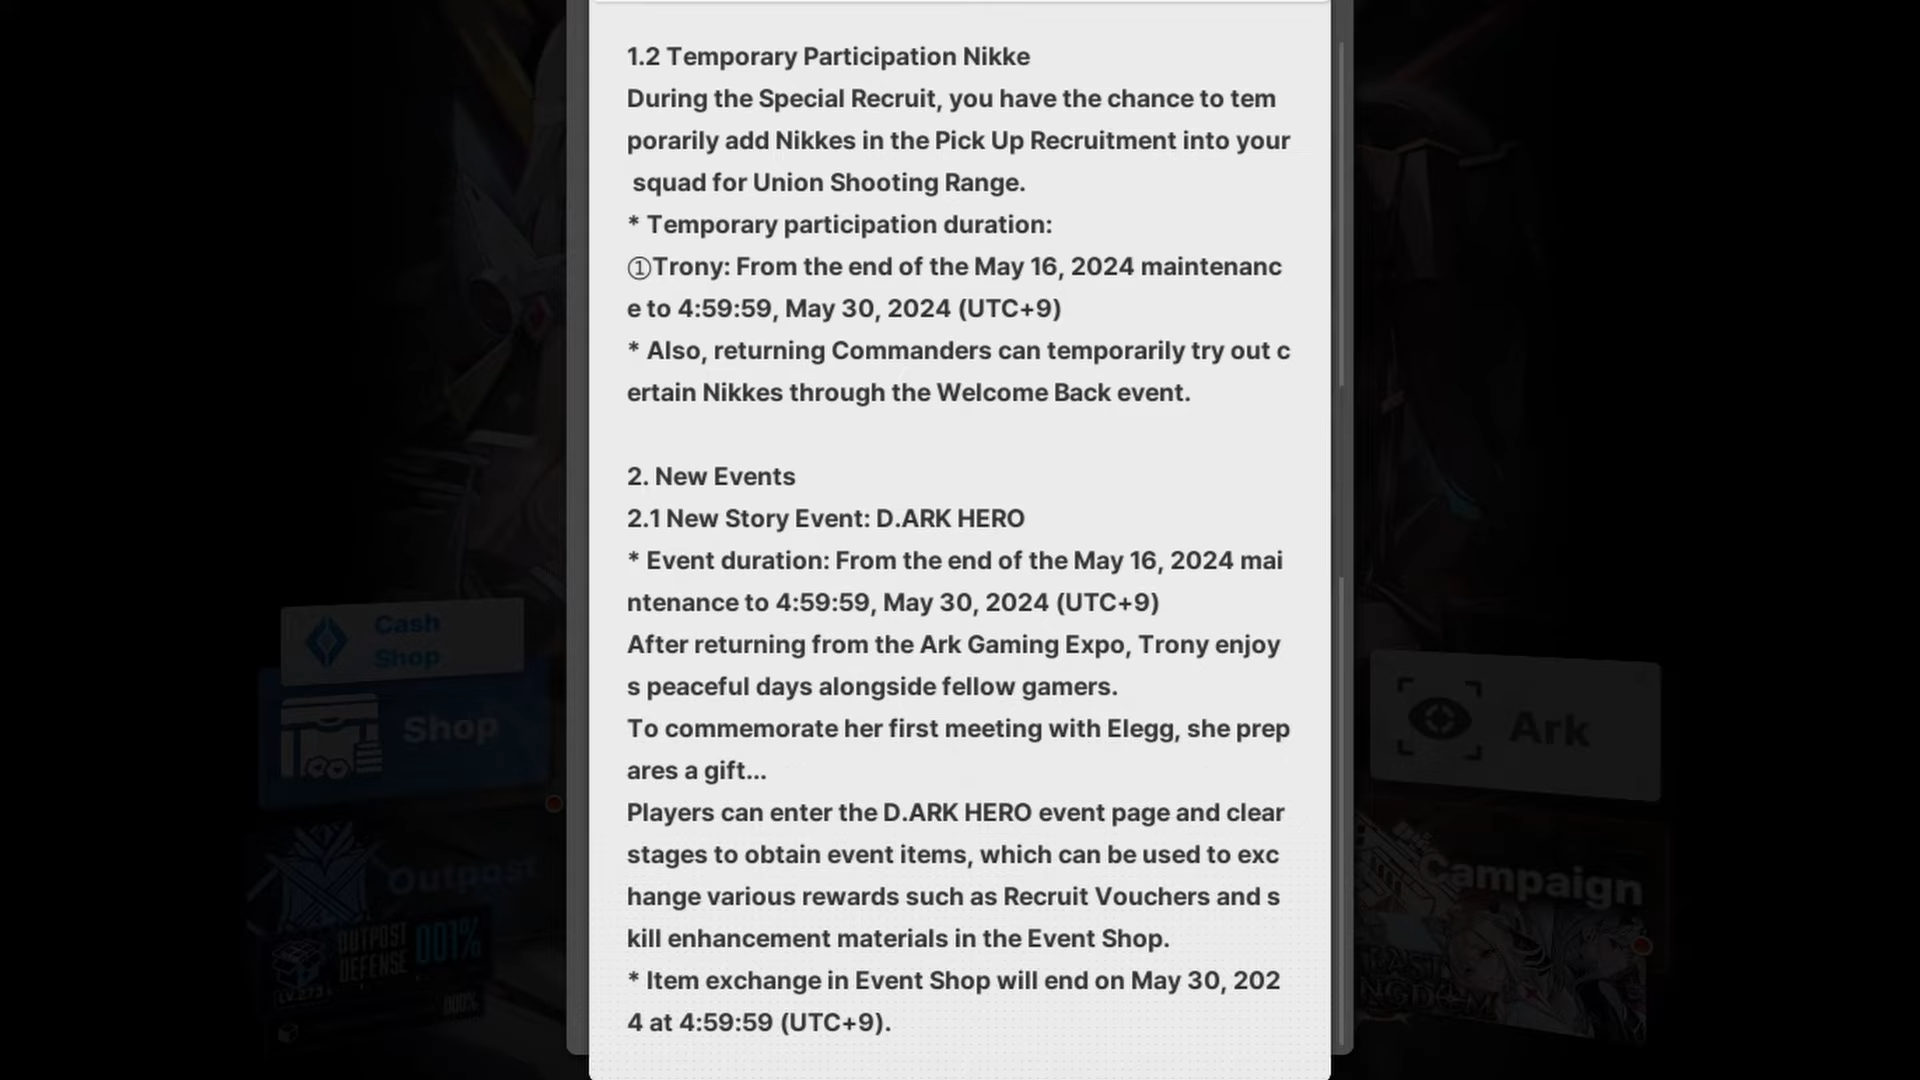 1.2 Temporary Participation Nikke
During the Special Recruit, you have the chance to tem
porarily add Nikkes in the Pick Up Recruitment into your
squad for Union Shooting Range.
* Temporary participation duration:
①Trony: From the end of the May 16, 2024 maintenanc
e to 4:59:59, May 30, 2024 (UTC+9)
* Also, returning Commanders can temporarily try out c
ertain Nikkes through the Welcome Back event.
2. New Events
2.1 New Story Event: D.ARK HERO
* Event duration: From the end of the May 16, 2024 mai
ntenance to 4:59:59, May 30, 2024 (UTC+9)
After returning from the Ark Gaming Expo, Trony enjoy
s peaceful days alongside fellow gamers.
To commemorate her first meeting with Elegg, she prep
ares a gift...
Players can enter the D.ARK HERO event page and clear
stages to obtain event items, which can be used to exc
hange various rewards such as Recruit Vouchers and s
kill enhancement materials in the Event Shop.
* Item exchange in Event Shop will end on May 30, 202
4 at 4:59:59 (UTC+9).
Cash
Shop
Shop
Outpost
OUTPOST
DEFENSE
001%
LV.273
000%
Ark
Campaign